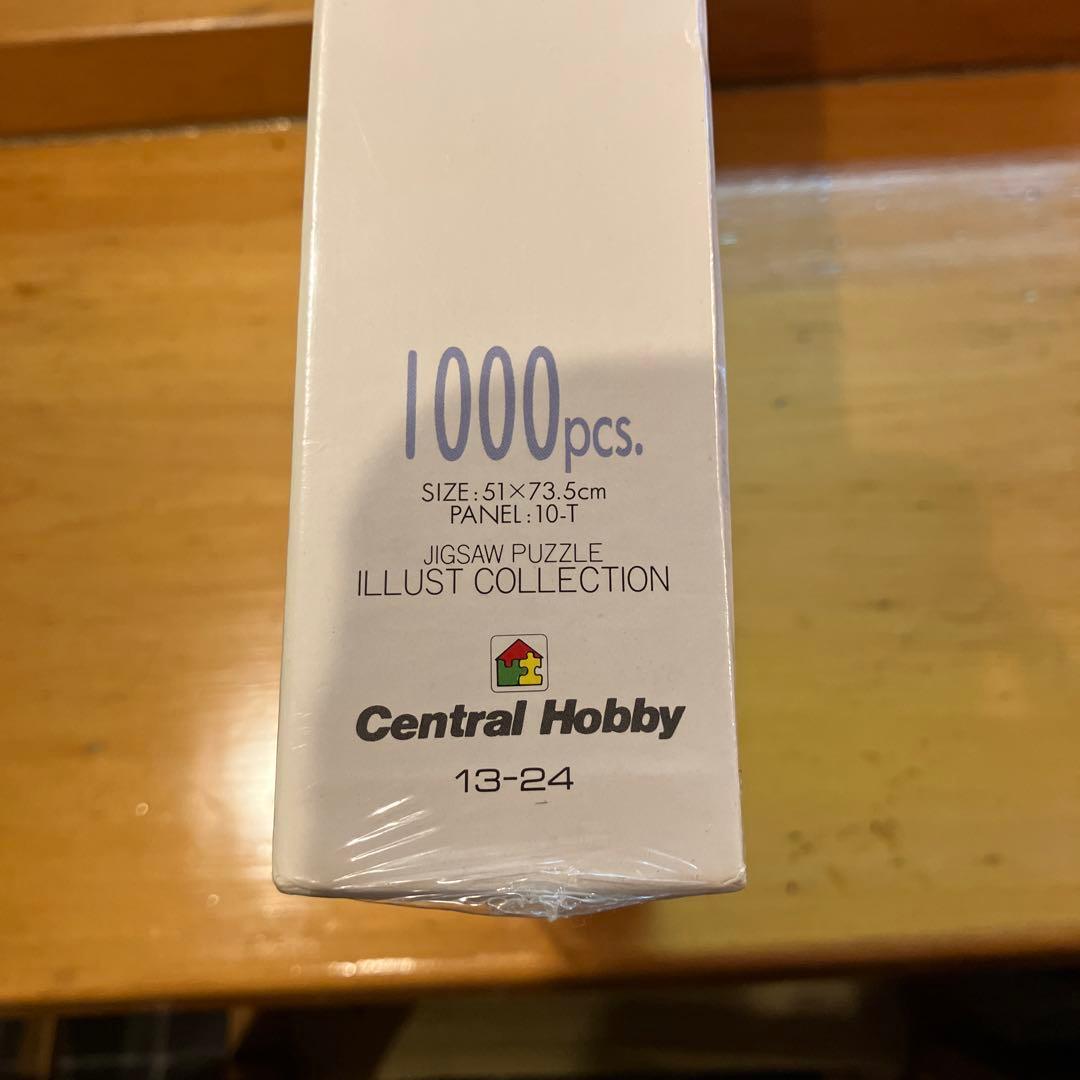 1000pcs.
SIZE:51×73.5cm
PANEL:10-T
JIGSAW PUZZLE
ILLUST COLLECTION
Central Hobby
13-24